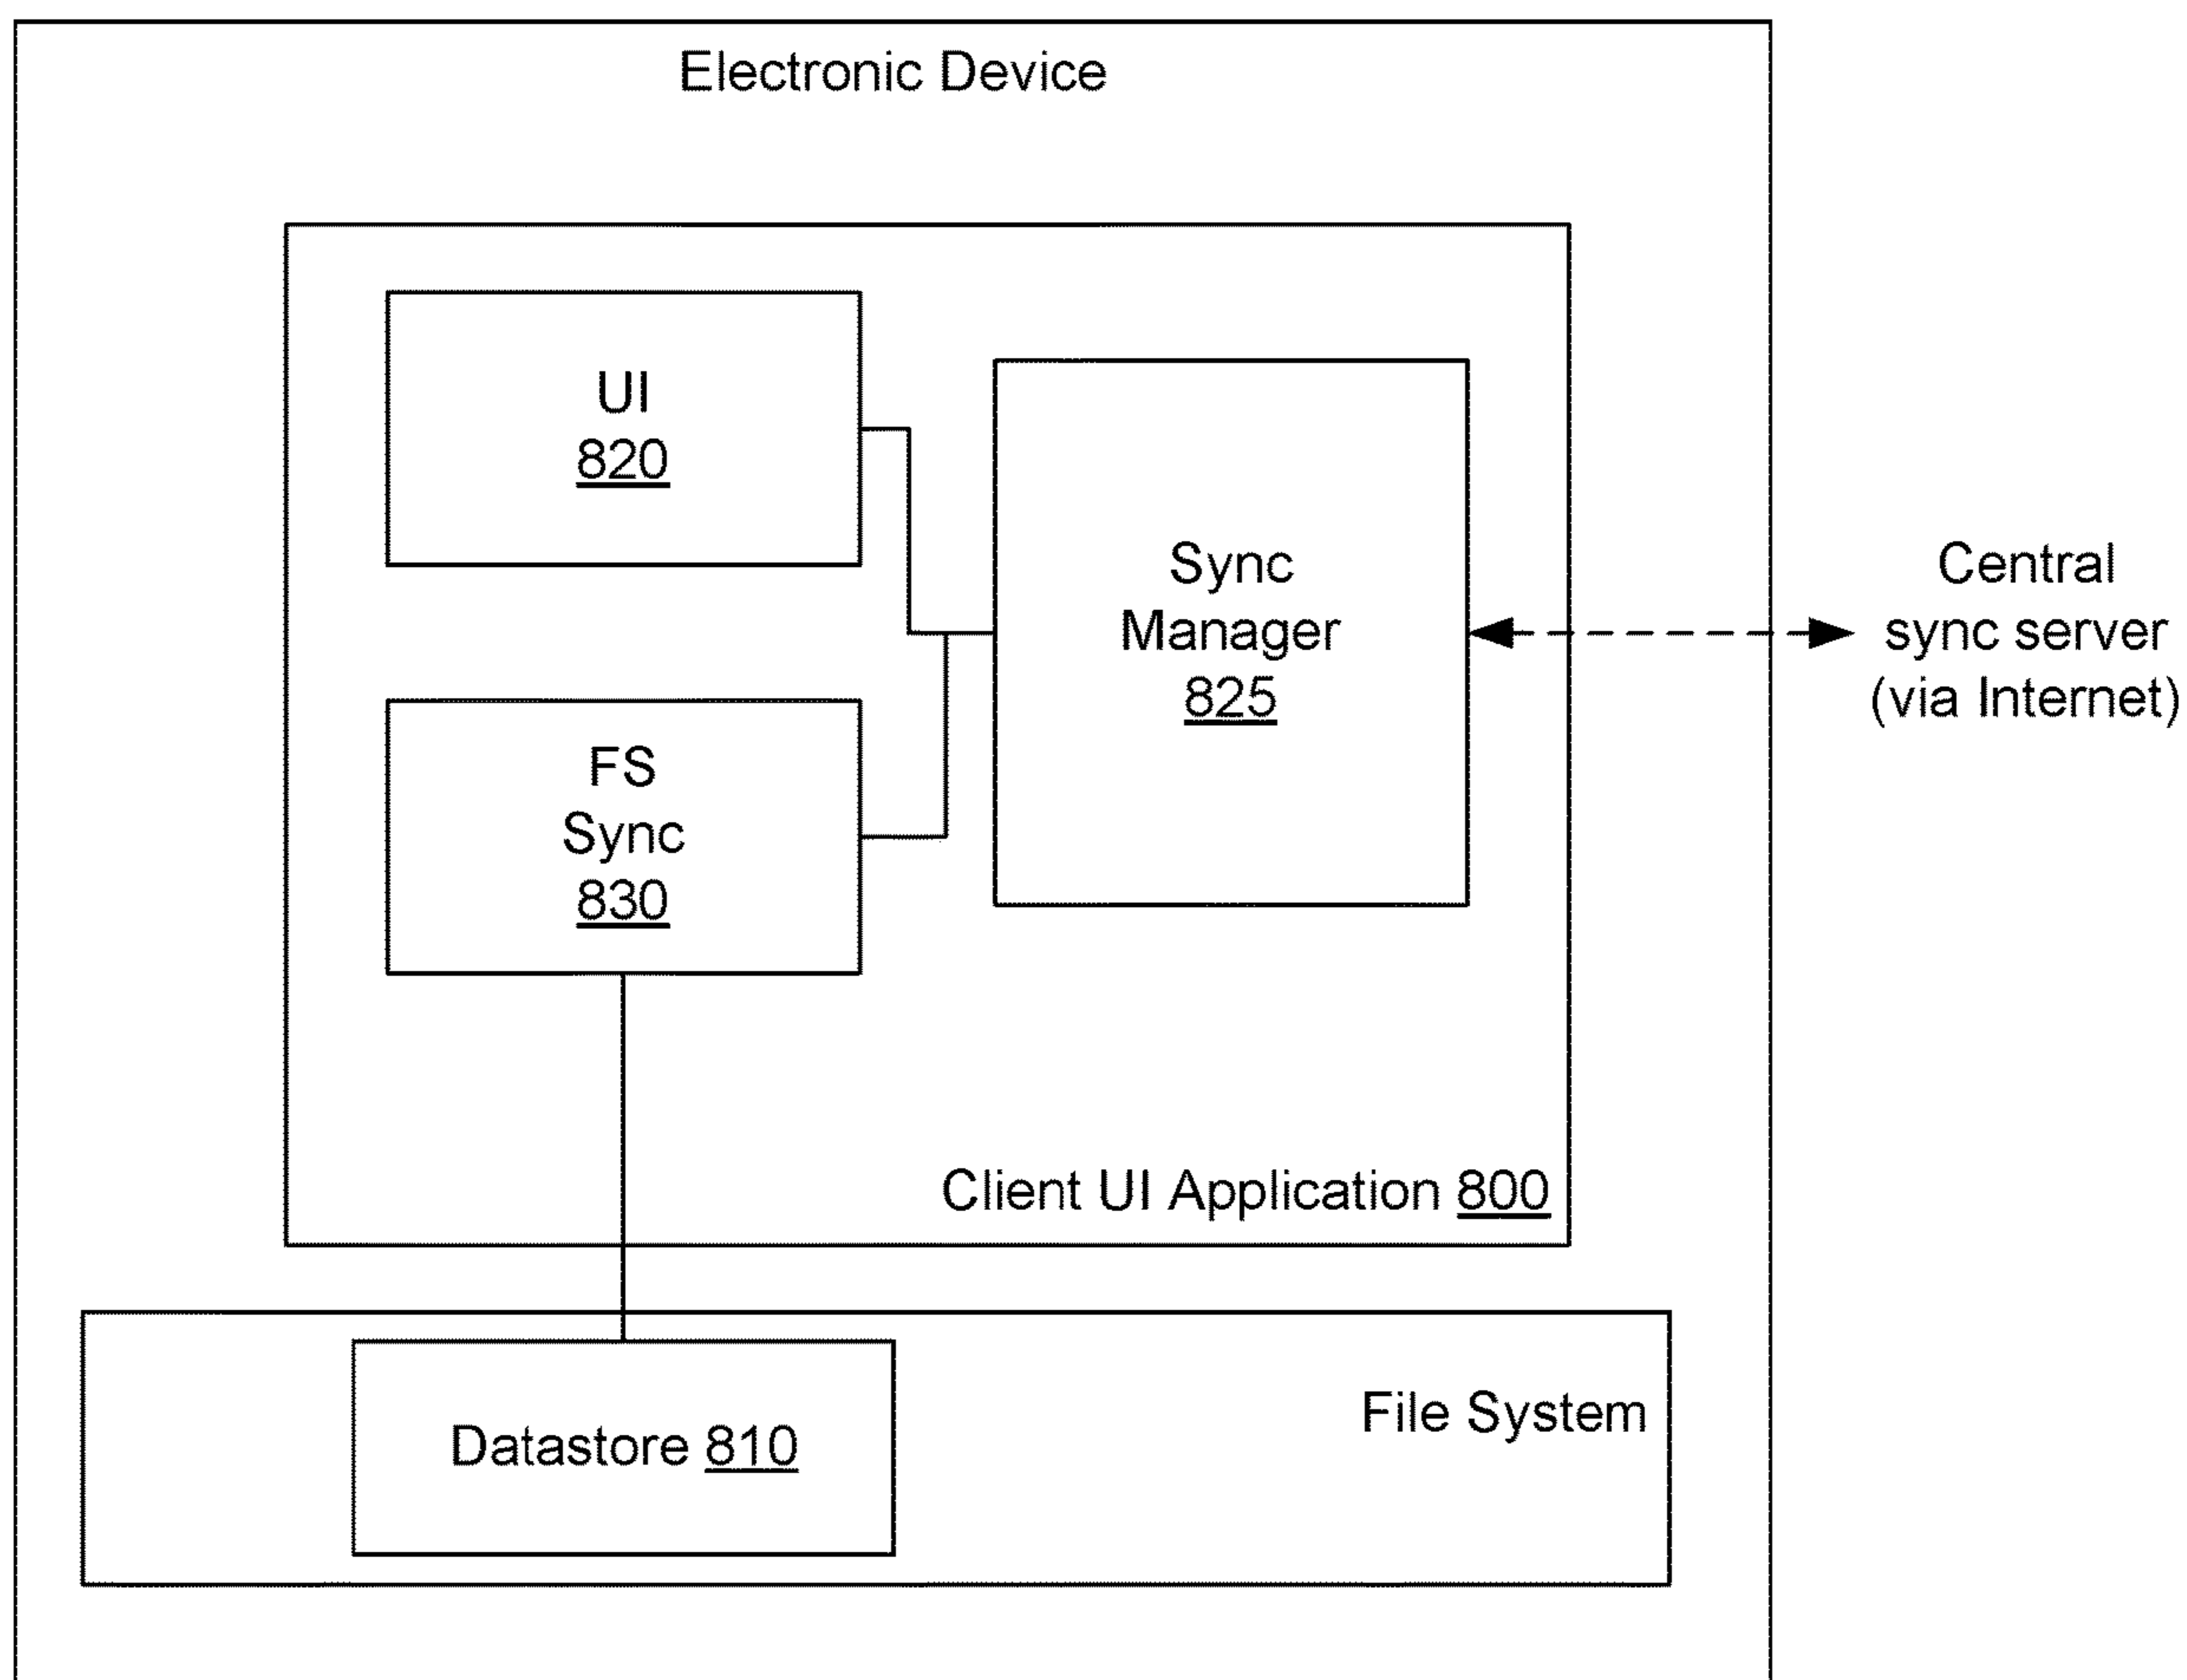 Electronic Device
UI
820
Sync
Manager
825
Central
sync server
(via Internet)
FS
Sync
830
Client UI Application 800
File System
Datastore 810